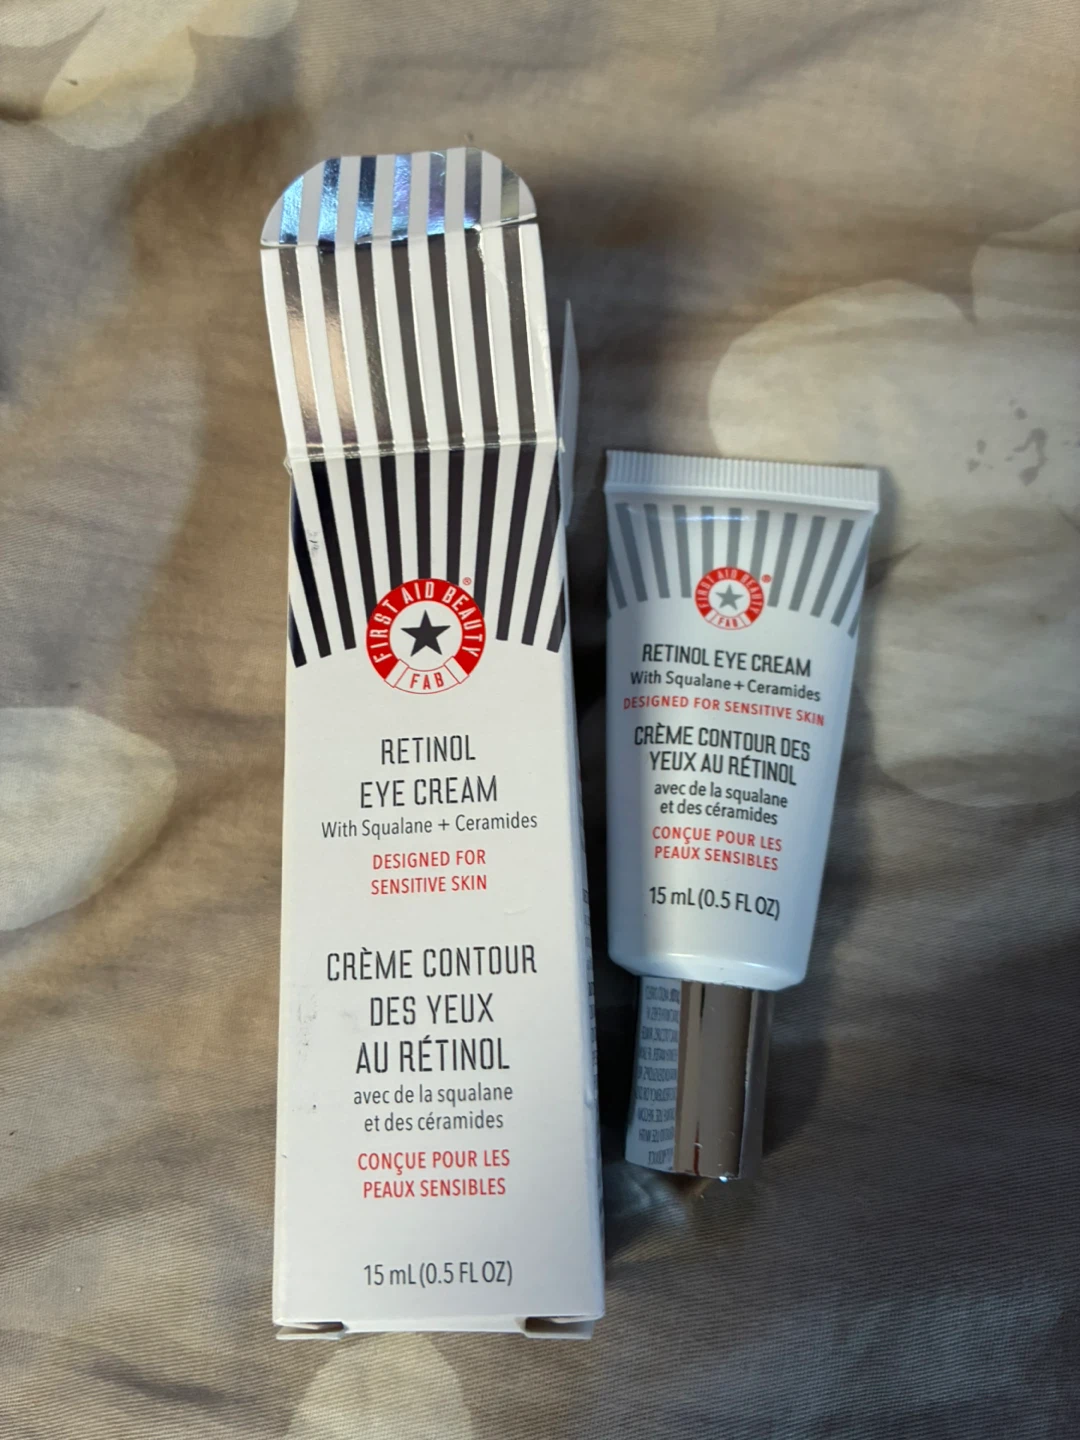 FIRST AID BEAUTY
®
FAB
RETINOL
EYE CREAM
With Squalane + Ceramides
DESIGNED FOR
SENSITIVE SKIN
CRÈME CONTOUR
DES YEUX
AU RÉTINOL
avec de la squalane
et des céramides
CONÇUE POUR LES
PEAUX SENSIBLES
15 mL (0.5 FL OZ)
FIRST AID BEAUTY
®
FAB
RETINOL EYE CREAM
With Squalane + Ceramides
DESIGNED FOR SENSITIVE SKIN
CRÈME CONTOUR DES
YEUX AU RÉTINOL
avec de la squalane
et des céramides
CONÇUE POUR LES
PEAUX SENSIBLES
15 mL (0.5 FL OZ)